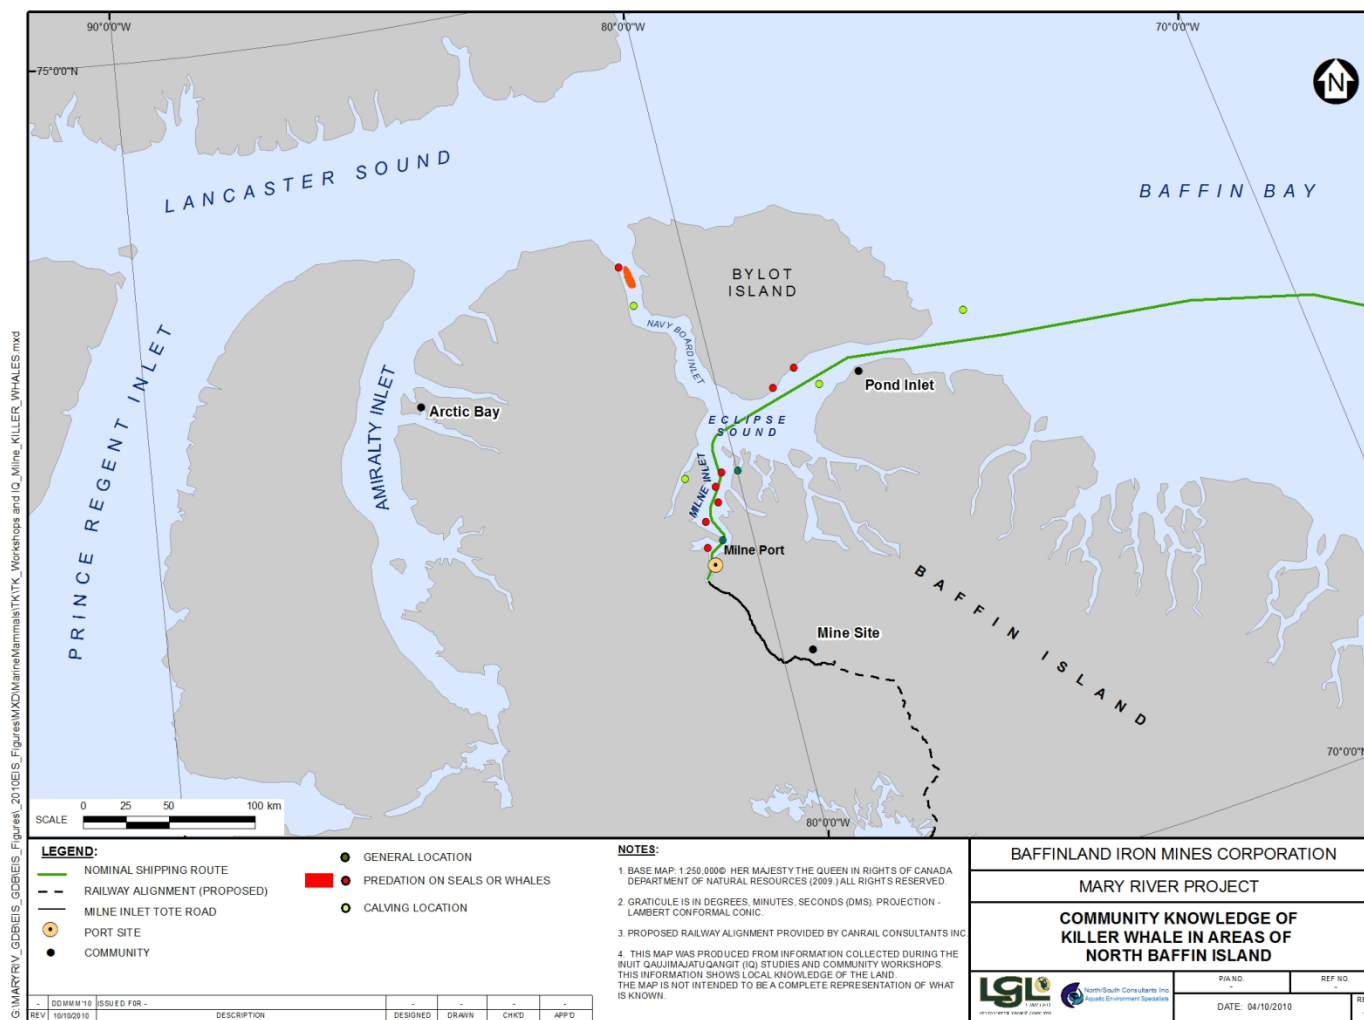 90°0'0"W
80°0'0"W
70°0'0"W
75°0'0"N
N
LANCASTER SOUND
BAFFIN BAY
BYLOT
ISLAND
NAVY BOARD INLET
PRINCE REGENT INLET
AMIRALTY INLET
Arctic Bay
Pond Inlet
ECLIPSE
SOUND
MILNE INLET
Milne Port
BAFFIN ISLAND
Mine Site
70°0'0"N
80°0'0"W
SCALE
0 25 50 100 km
G:\MARYRIV_GDB\EIS_GDB\EIS_Figures\_2010EIS_Figures\MXD\MarineMammals\TK\TK_Workshops and IQ_Milne_KILLER_WHALES.mxd
LEGEND:
NOMINAL SHIPPING ROUTE
RAILWAY ALIGNMENT (PROPOSED)
MILNE INLET TOTE ROAD
PORT SITE
COMMUNITY
GENERAL LOCATION
PREDATION ON SEALS OR WHALES
CALVING LOCATION
- DDMMM'10 ISSUED FOR - - - - -
REV 10/10/2010 DESCRIPTION DESIGNED DRAWN CHK'D APP'D
NOTES:
1. BASE MAP: 1:250,000© HER MAJESTY THE QUEEN IN RIGHTS OF CANADA
DEPARTMENT OF NATURAL RESOURCES (2009.) ALL RIGHTS RESERVED.
2. GRATICULE IS IN DEGREES, MINUTES, SECONDS (DMS). PROJECTION -
LAMBERT CONFORMAL CONIC.
3. PROPOSED RAILWAY ALIGNMENT PROVIDED BY CANRAIL CONSULTANTS INC.
4. THIS MAP WAS PRODUCED FROM INFORMATION COLLECTED DURING THE
INUIT QAUJIMAJATUQANGIT (IQ) STUDIES AND COMMUNITY WORKSHOPS.
THIS INFORMATION SHOWS LOCAL KNOWLEDGE OF THE LAND.
THE MAP IS NOT INTENDED TO BE A COMPLETE REPRESENTATION OF WHAT
IS KNOWN.
BAFFINLAND IRON MINES CORPORATION
MARY RIVER PROJECT
COMMUNITY KNOWLEDGE OF
KILLER WHALE IN AREAS OF
NORTH BAFFIN ISLAND
LGL
LIMITED
North/South Consultants Inc.
Aquatic Environment Specialists
P/A NO.
-
REF NO.
-
DATE: 04/10/2010